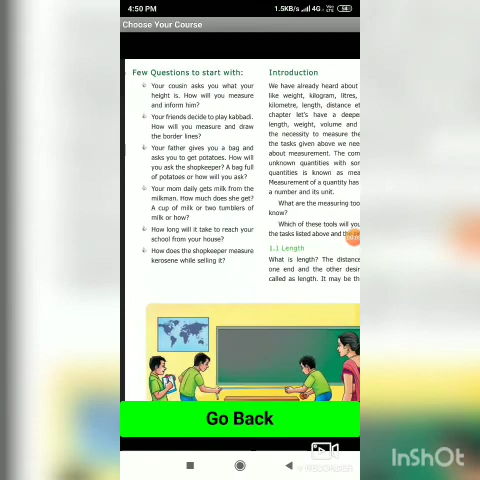 4:50 PM
1.5KB/s 4G Vo LTE 54
Choose Your Course
Few Questions to start with:
Your cousin asks you what your
height is. How will you measure
and inform him?
Your friends decide to play kabbadi.
How will you measure and draw
the border lines?
Your father gives you a bag and
asks you to get potatoes. How will
you ask the shopkeeper? A bag full
of potatoes or how will you ask?
Your mom daily gets milk from the
milkman. How much does she get?
A cup of milk or two tumblers of
milk or how?
How long will it take to reach your
school from your house?
How does the shopkeeper measure
kerosene while selling it?
Introduction
We have already heard about
like weight, kilogram, litres,
kilometre, length, distance et
chapter let's have a deepe
length, weight, volume and
the necessity to measure the
the tasks given above we nee
about measurement. The com
unknown quantities with son
quantities is known as mea
Measurement of a quantity has
a number and its unit.
What are the measuring too
know?
Which of these tools will you
the tasks listed above and the
1.1 Length
What is length? The distance
one end and the other desir
called as length. It may be th
Go Back
V RECORDER
InShOt